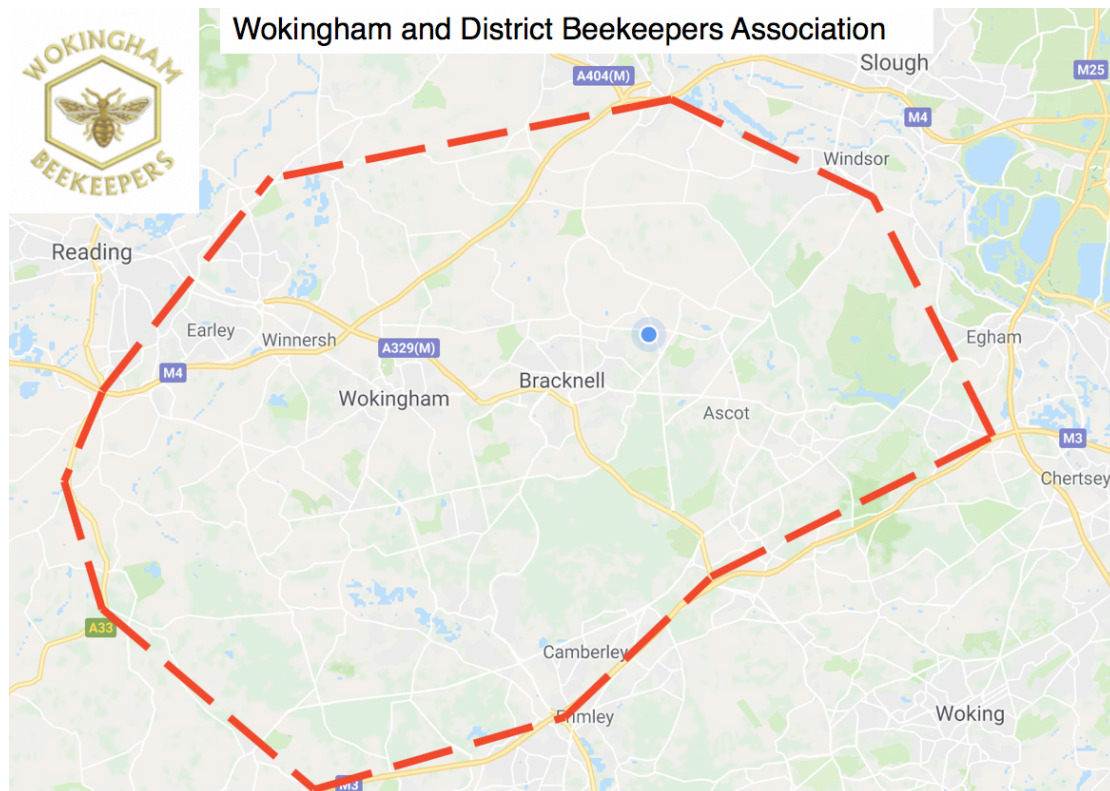 Wokingham and District Beekeepers Association
WOKINGHAM
BEEKEEPERS
Slough
M25
A404(M)
M4
Windsor
Reading
Earley
Winnersh
Egham
A329(M)
M4
Bracknell
Wokingham
Ascot
M3
Chertsey
A33
Camberley
Frimley
Woking
M3